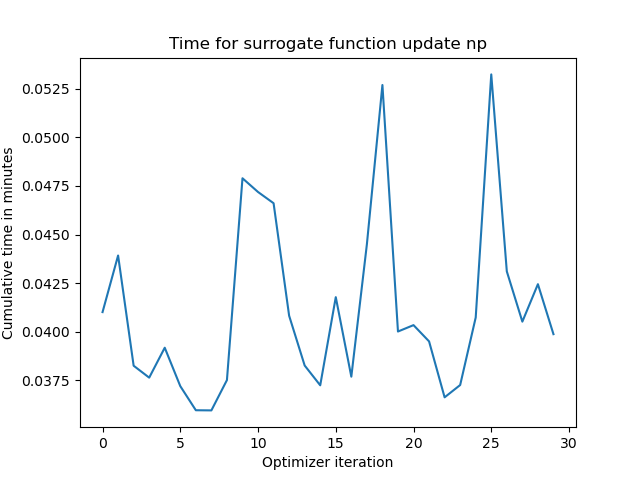 Time for surrogate function update np
Cumulative time in minutes
0.0525
0.0500
0.0475
0.0450
0.0425
0.0400
0.0375
0 5 10 15 20 25 30
Optimizer iteration